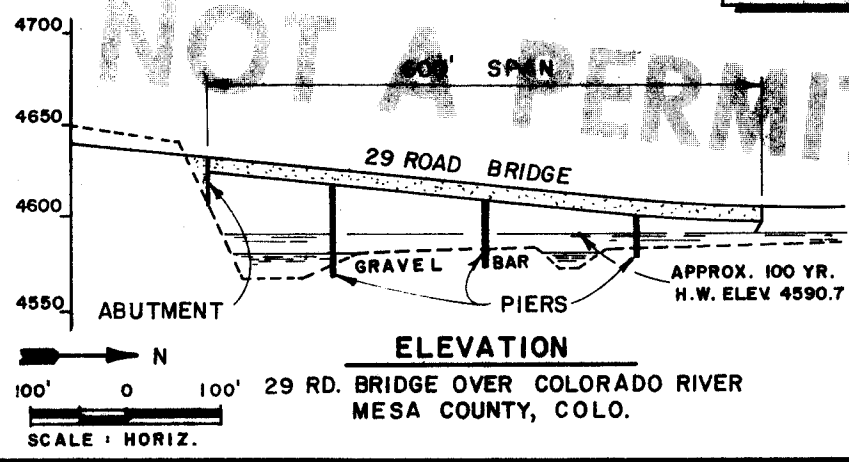 NOT A PERMIT
4700
600' SPAN
4650
29 ROAD BRIDGE
4600
GRAVEL BAR
APPROX. 100 YR.
H.W. ELEV. 4590.7
4550
ABUTMENT
PIERS
N
ELEVATION
100' 0 100'
29 RD. BRIDGE OVER COLORADO RIVER
MESA COUNTY, COLO.
SCALE : HORIZ.